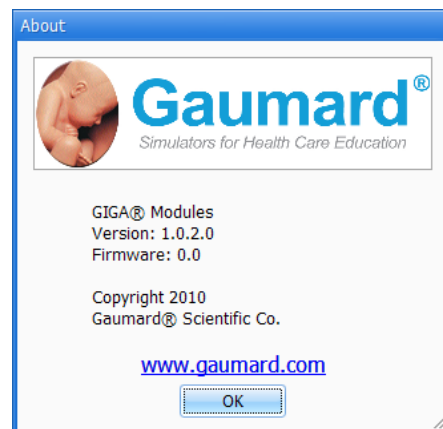 About
Gaumard®
Simulators for Health Care Education
GIGA® Modules
Version: 1.0.2.0
Firmware: 0.0
Copyright 2010
Gaumard® Scientific Co.
www.gaumard.com
OK